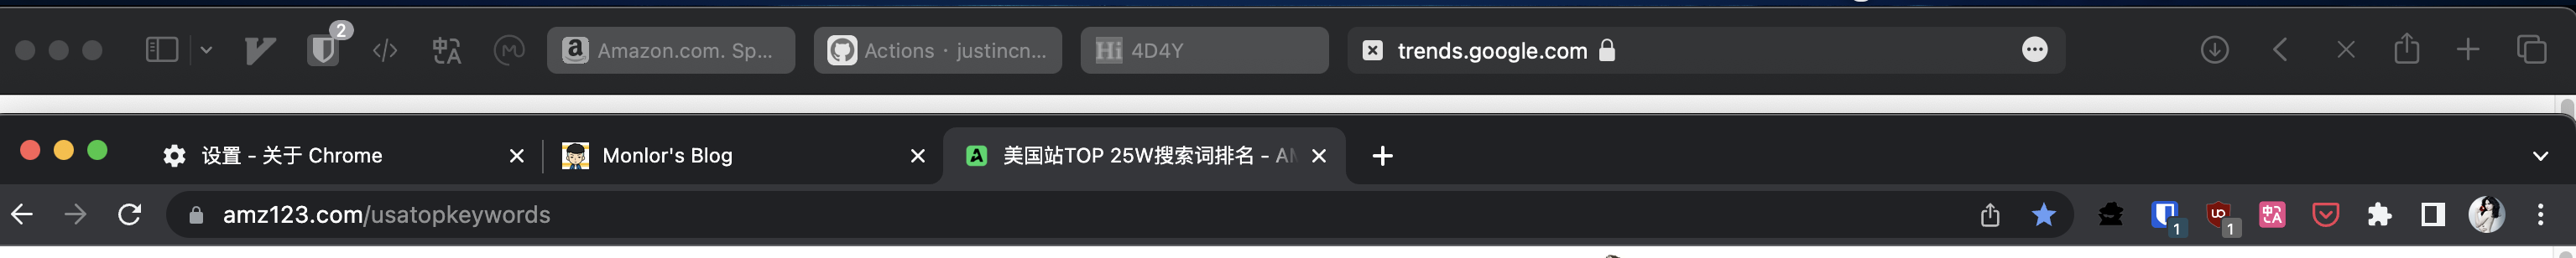 2
Amazon.com. Sp... Actions · justincn... Hi 4D4Y trends.google.com
设置 - 关于 Chrome Monlor's Blog 美国站TOP 25W搜索词排名 - AM
amz123.com/usatopkeywords
1 1